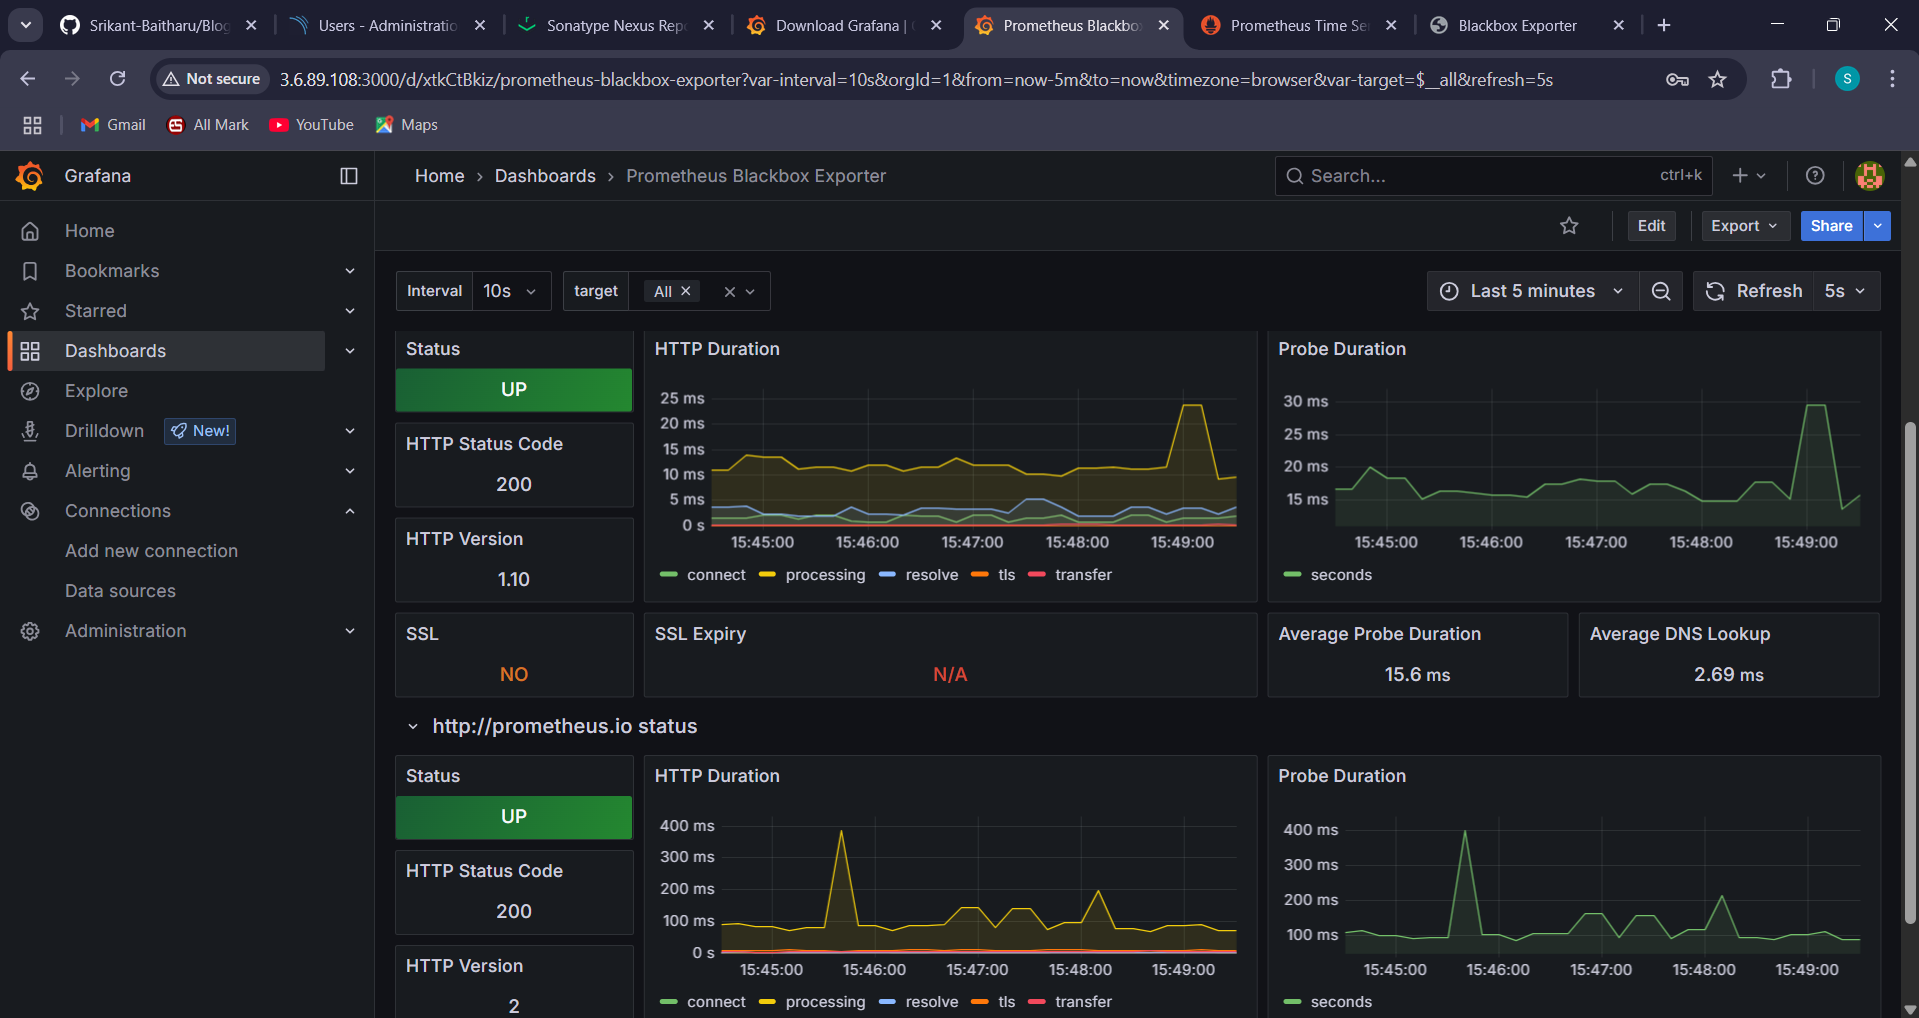 Srikant-Baitharu/Blog
Users - Administratio
Sonatype Nexus Rep
Download Grafana |
Prometheus Blackbo
Prometheus Time Se
Blackbox Exporter
Not secure
3.6.89.108:3000/d/xtkCtBkiz/prometheus-blackbox-exporter?var-interval=10s&orgId=1&from=now-5m&to=now&timezone=browser&var-target=$__all&refresh=5s
S
Gmail
All Mark
YouTube
Maps
Grafana
Home › Dashboards › Prometheus Blackbox Exporter
Search...
ctrl+k
Edit
Export
Share
Home
Bookmarks
Starred
Dashboards
Explore
Drilldown
New!
Alerting
Connections
Add new connection
Data sources
Administration
Interval
10s
target
All
Last 5 minutes
Refresh
5s
Status
UP
HTTP Status Code
200
HTTP Version
1.10
HTTP Duration
25 ms
20 ms
15 ms
10 ms
5 ms
0 s
15:45:00
15:46:00
15:47:00
15:48:00
15:49:00
connect
processing
resolve
tls
transfer
Probe Duration
30 ms
25 ms
20 ms
15 ms
15:45:00
15:46:00
15:47:00
15:48:00
15:49:00
seconds
SSL
NO
SSL Expiry
N/A
Average Probe Duration
15.6 ms
Average DNS Lookup
2.69 ms
http://prometheus.io status
Status
UP
HTTP Status Code
200
HTTP Version
2
HTTP Duration
400 ms
300 ms
200 ms
100 ms
0 s
15:45:00
15:46:00
15:47:00
15:48:00
15:49:00
connect
processing
resolve
tls
transfer
Probe Duration
400 ms
300 ms
200 ms
100 ms
15:45:00
15:46:00
15:47:00
15:48:00
15:49:00
seconds